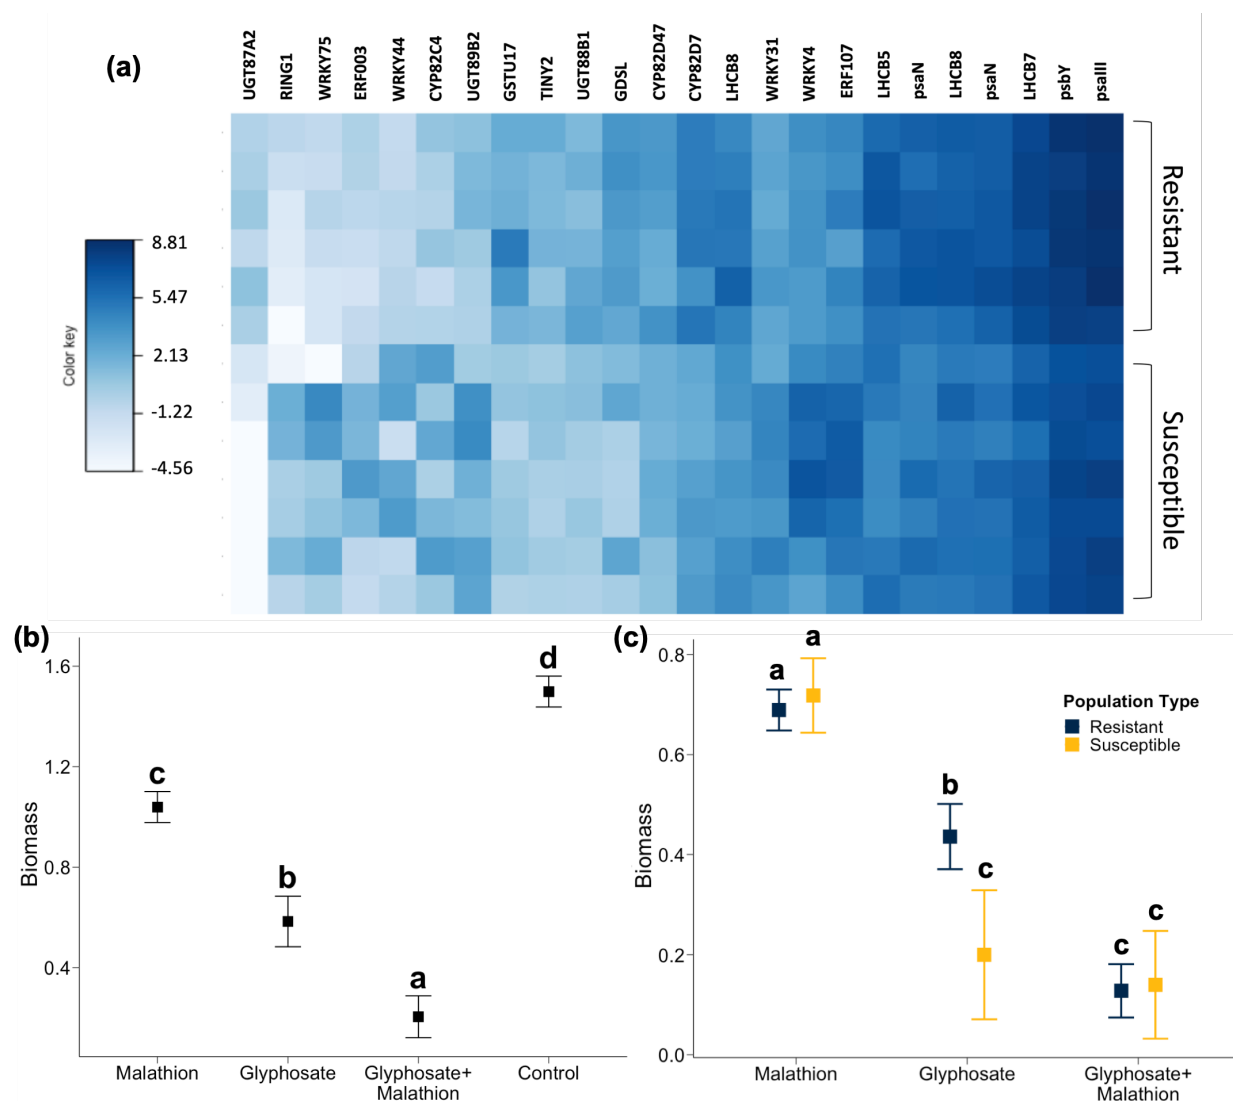 (a)
UGT87A2
RING1
WRKY75
ERF003
WRKY44
CYP82C4
UGT89B2
GSTU17
TINY2
UGT88B1
GDSL
CYP82D47
CYP82D7
LHCB8
WRKY31
WRKY4
ERF107
LHCB5
psaN
LHCB8
psaN
LHCB7
psbY
psaIII
Resistant
Susceptible
Color key
8.81
5.47
2.13
-1.22
-4.56
(b)
Biomass
1.6
1.2
0.8
0.4
c
b
a
d
Malathion
Glyphosate
Glyphosate+
Malathion
Control
(c)
Biomass
0.8
0.6
0.4
0.2
0.0
a
a
b
c
c
c
Population Type
Resistant
Susceptible
Malathion
Glyphosate
Glyphosate+
Malathion